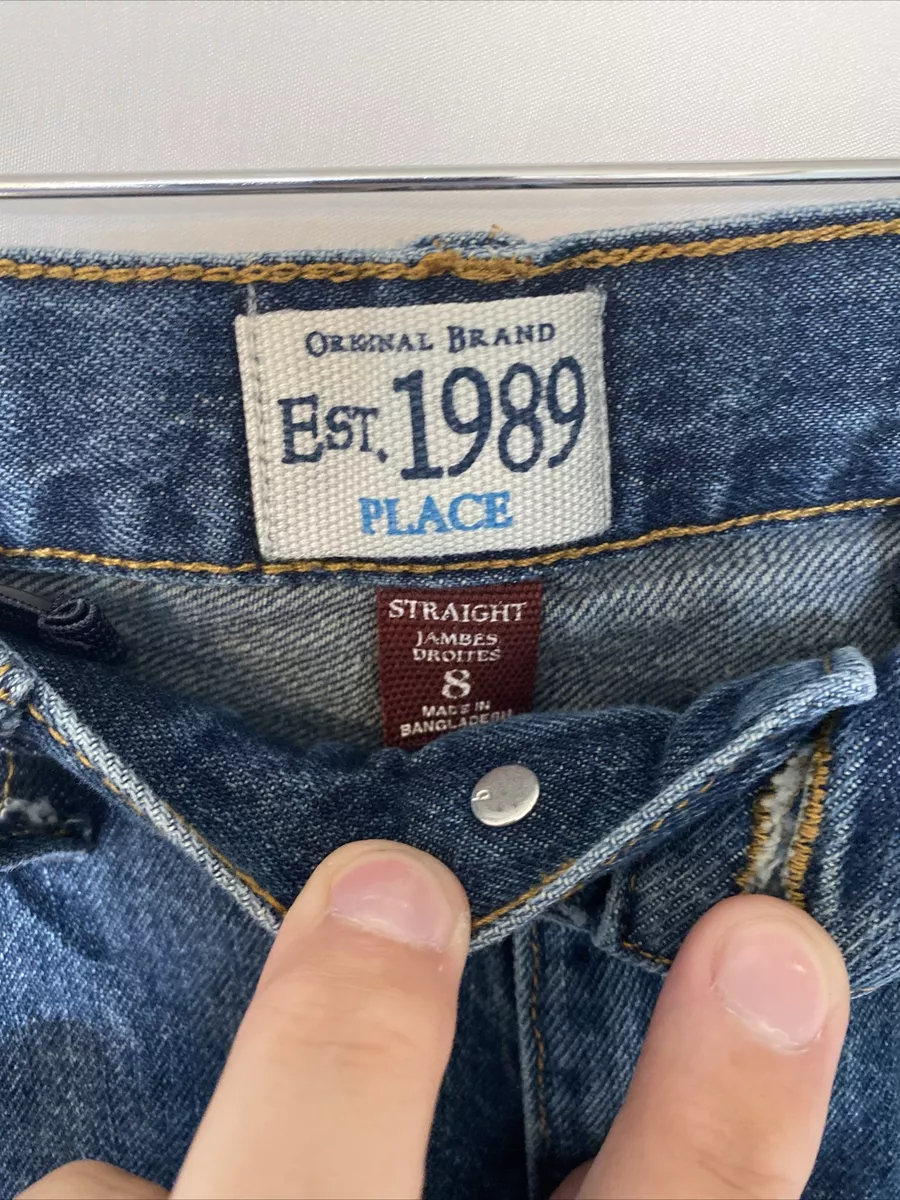 ORIGINAL BRAND
EST. 1989
PLACE
STRAIGHT
JAMBES
DROITES
8
MADE IN
BANGLADESH